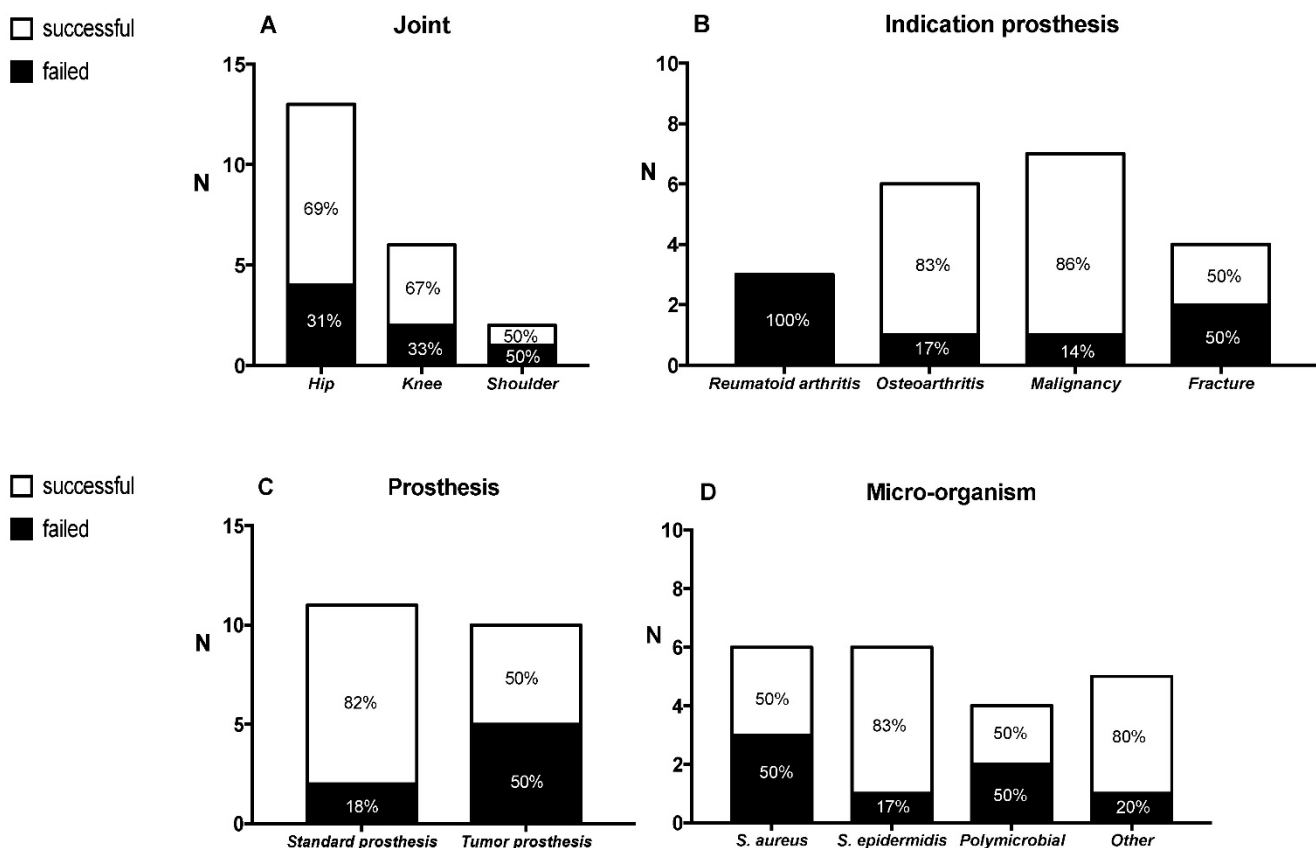 successful
failed
A Joint
15
10
5
0
N
69%
31%
67%
33%
50%
50%
Hip Knee Shoulder
B Indication prosthesis
10
8
6
4
2
0
N
100%
83%
17%
86%
14%
50%
50%
Reumatoid arthritis Osteoarthritis Malignancy Fracture
successful
failed
C Prosthesis
15
10
5
0
N
82%
18%
50%
50%
Standard prosthesis Tumor prosthesis
D Micro-organism
10
8
6
4
2
0
N
50%
50%
83%
17%
50%
50%
80%
20%
S. aureus S. epidermidis Polymicrobial Other